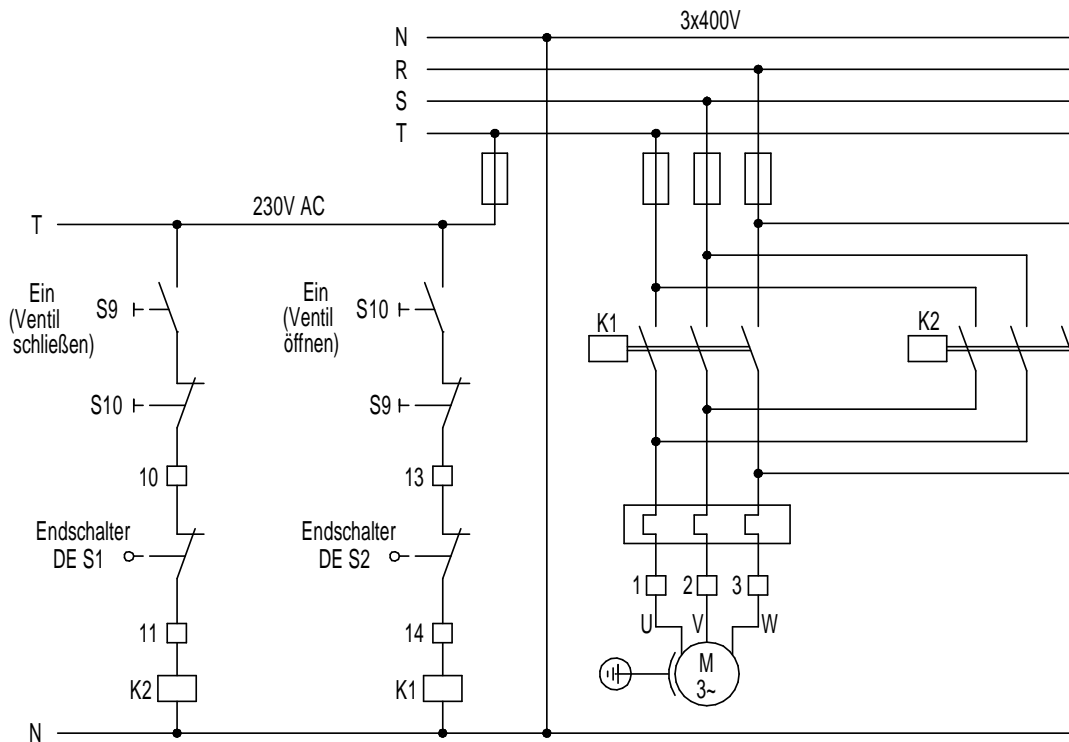 N
3x400V
R
S
T
T
230V AC
Ein
(Ventil
schließen)
S9
Ein
(Ventil
öffnen)
S10
K1
K2
S10
S9
10
13
Endschalter
DE S1
Endschalter
DE S2
1
2
3
U
V
W
11
14
M
3~
K2
K1
N